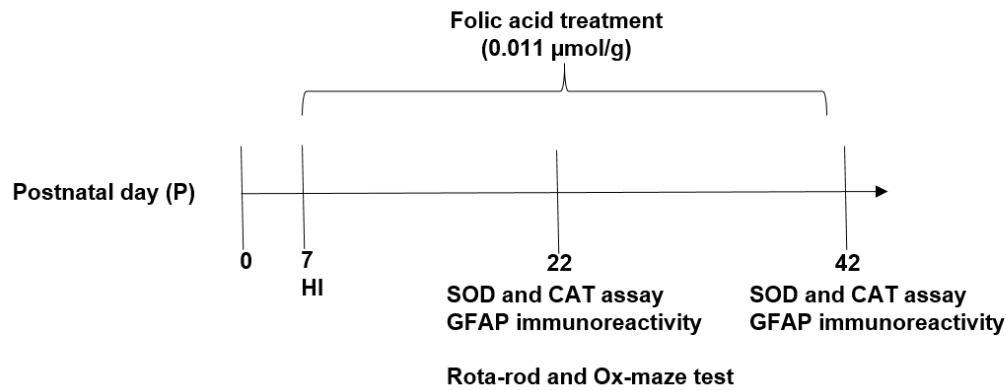 Folic acid treatment
(0.011 µmol/g)
Postnatal day (P)
0
7
22
42
HI
SOD and CAT assay
GFAP immunoreactivity
SOD and CAT assay
GFAP immunoreactivity
Rota-rod and Ox-maze test